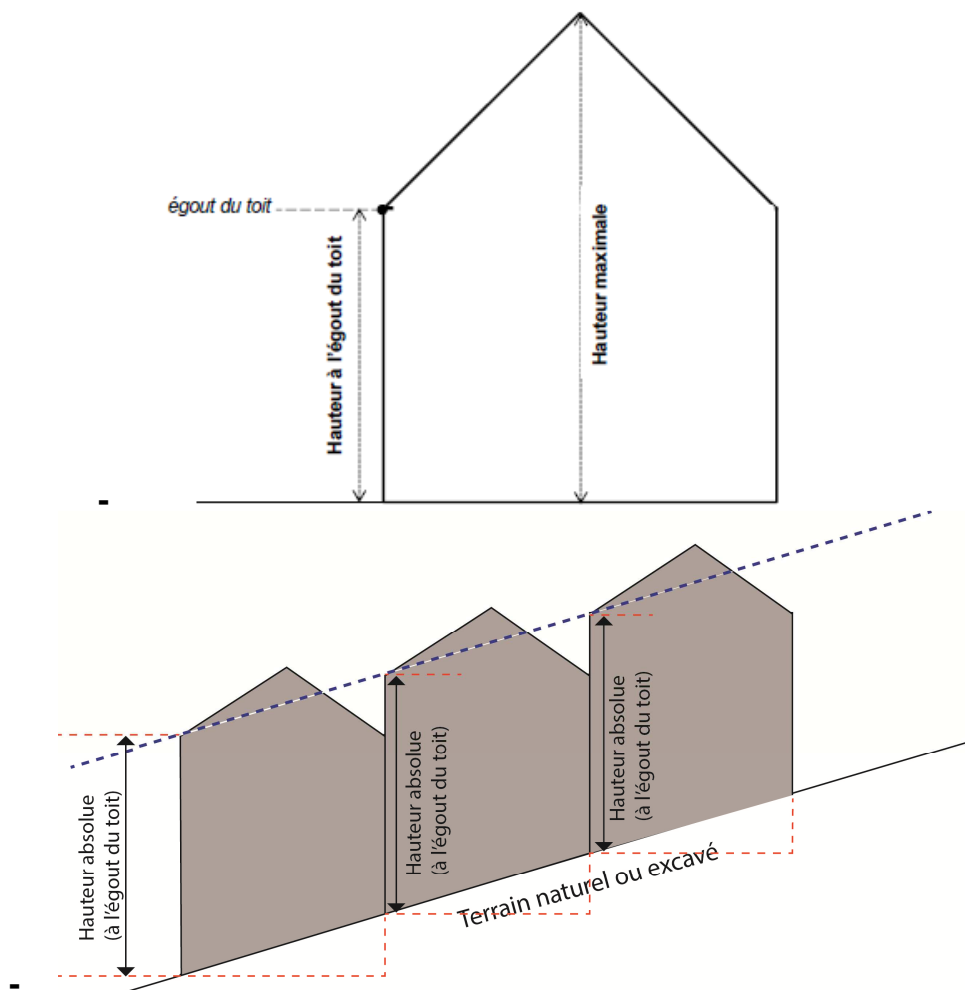 égout du toit
Hauteur à l'égout du toit
Hauteur maximale
-
Hauteur absolue
(à l'égout du toit)
Hauteur absolue
(à l'égout du toit)
Hauteur absolue
(à l'égout du toit)
Terrain naturel ou excavé
-